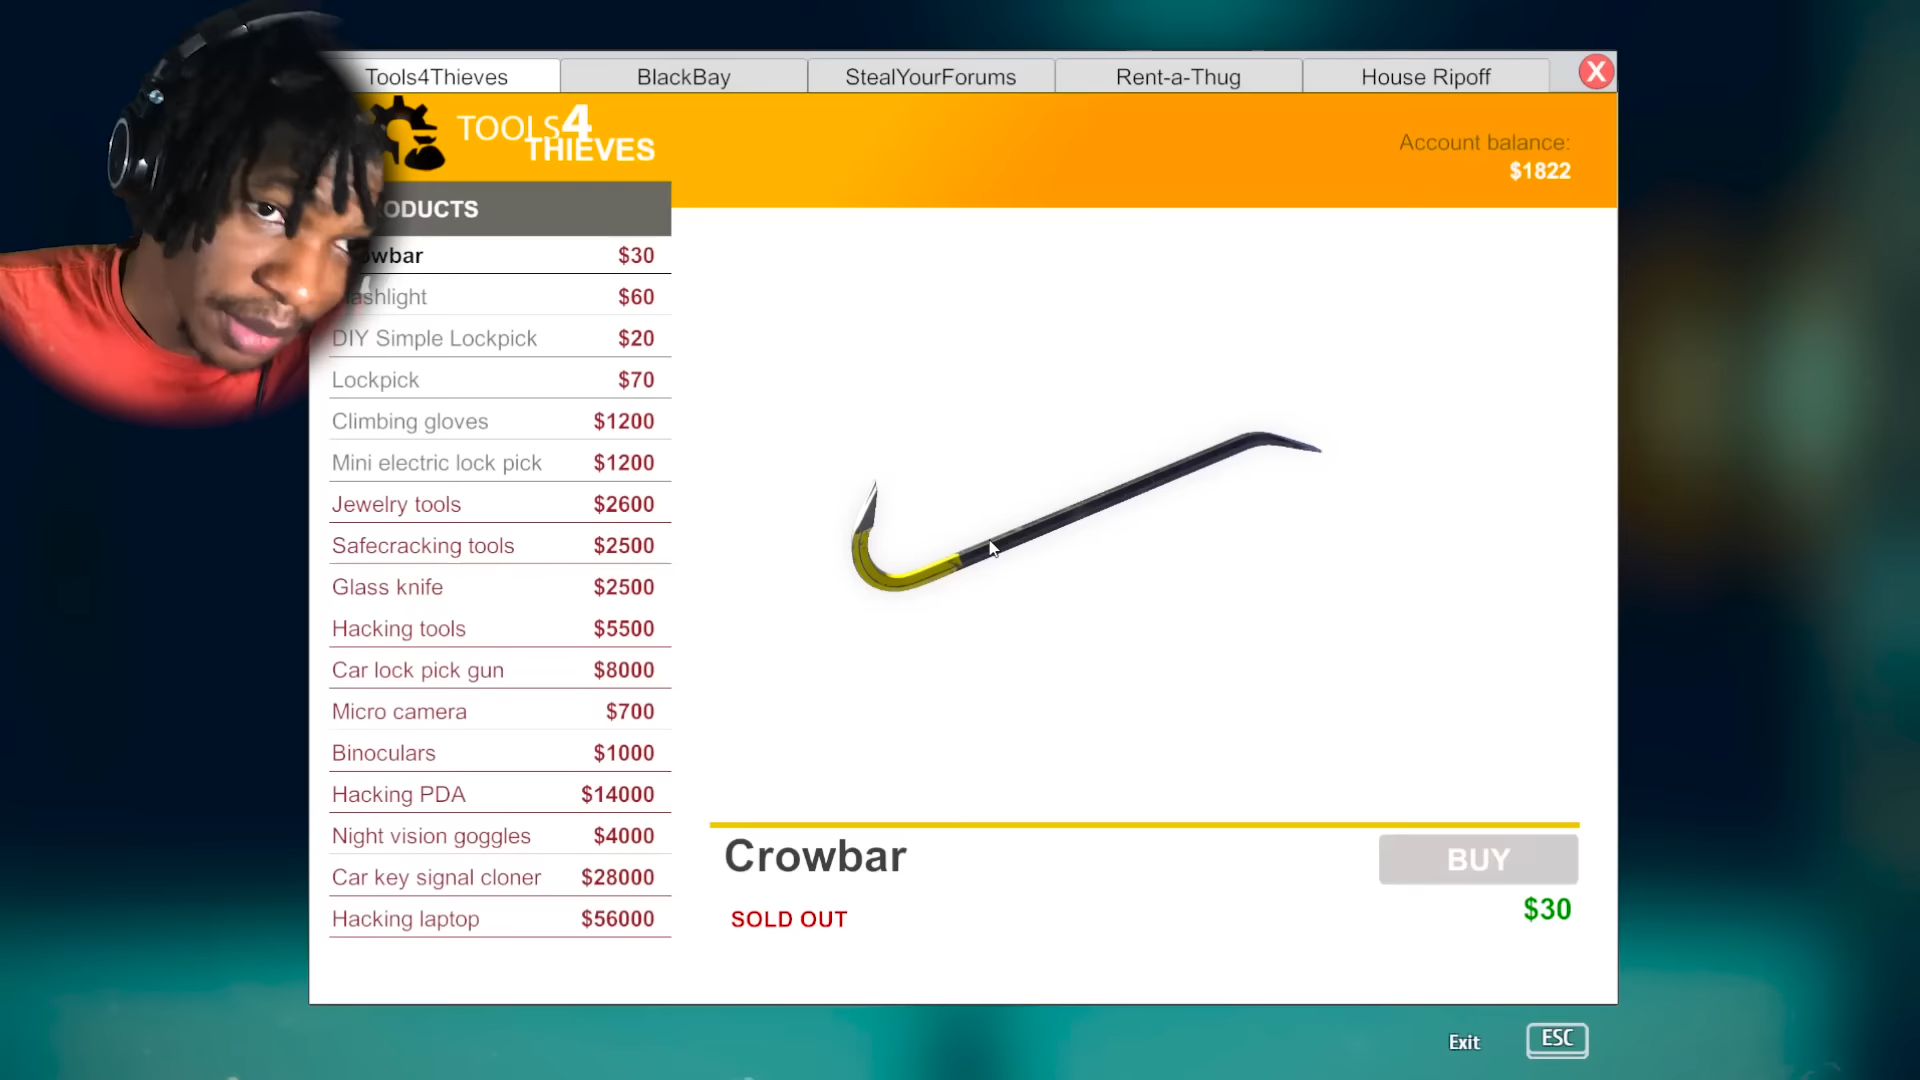 Tools4Thieves BlackBay StealYourForums Rent-a-Thug House Ripoff X
TOOLS4
THIEVES
Account balance:
$1822
ODUCTS
wbar $30
ashlight $60
DIY Simple Lockpick $20
Lockpick $70
Climbing gloves $1200
Mini electric lock pick $1200
Jewelry tools $2600
Safecracking tools $2500
Glass knife $2500
Hacking tools $5500
Car lock pick gun $8000
Micro camera $700
Binoculars $1000
Hacking PDA $14000
Night vision goggles $4000
Car key signal cloner $28000
Hacking laptop $56000
Crowbar
BUY
SOLD OUT
$30
Exit ESC